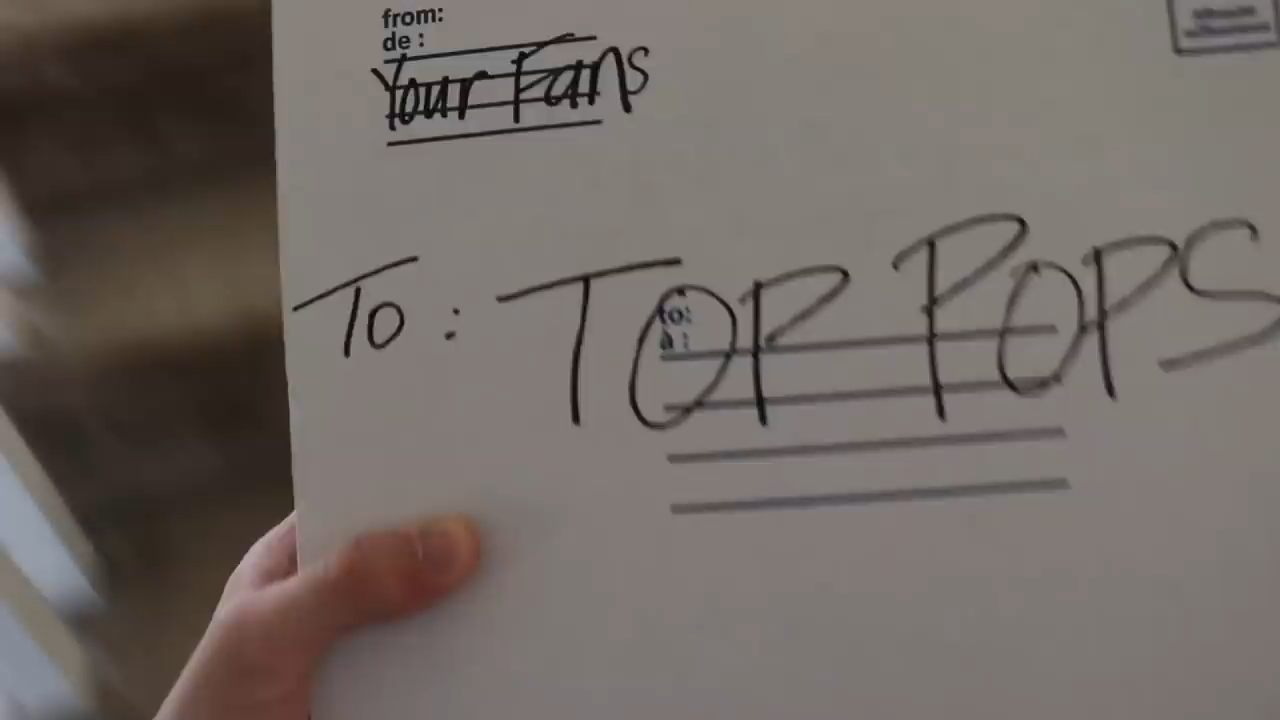 from:
de :
Your Fans
To : TOP POPS
to:
à :